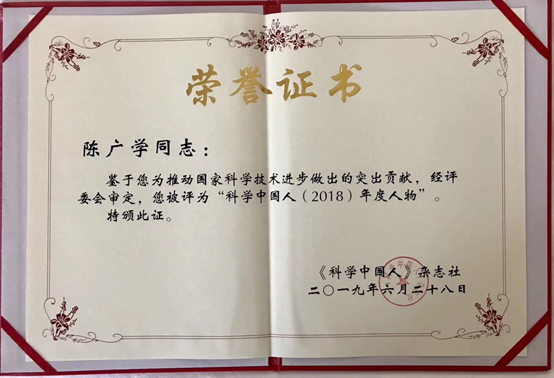 荣誉证书
陈广学同志：
鉴于您为推动国家科学技术进步做出的突出贡献，经评
委会审定，您被评为“科学中国人（2018）年度人物”。
特颁此证。
《科学中国人》杂志社
二〇一九年六月二十八日